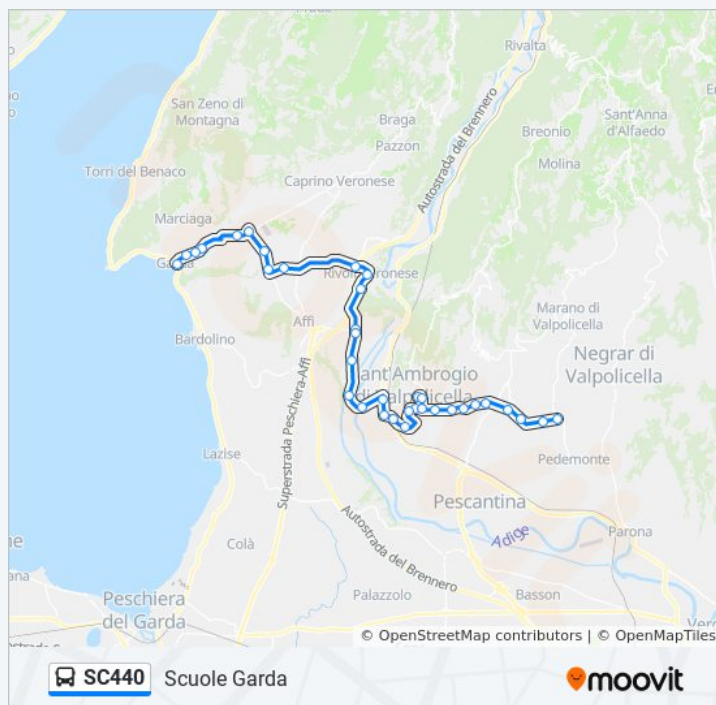 Rivalta
San Zeno di
Montagna
Braga
Pazzon
Autostrada del Brennero
Breonio
Sant'Anna
d'Alfaedo
Molina
Torri del Benaco
Caprino Veronese
Marciaga
Garda
Rivoli Veronese
Marano di
Valpolicella
Affi
Bardolino
Sant'Ambrogio
di Valpolicella
Negrar di
Valpolicella
Superstrada Peschiera-Affi
Lazise
Pedemonte
Pescantina
Colà
Autostrada del Brennero
Adige
Parona
Peschiera
del Garda
Palazzolo
Basson
© OpenStreetMap contributors | © OpenMapTiles
SC440 Scuole Garda
moovit